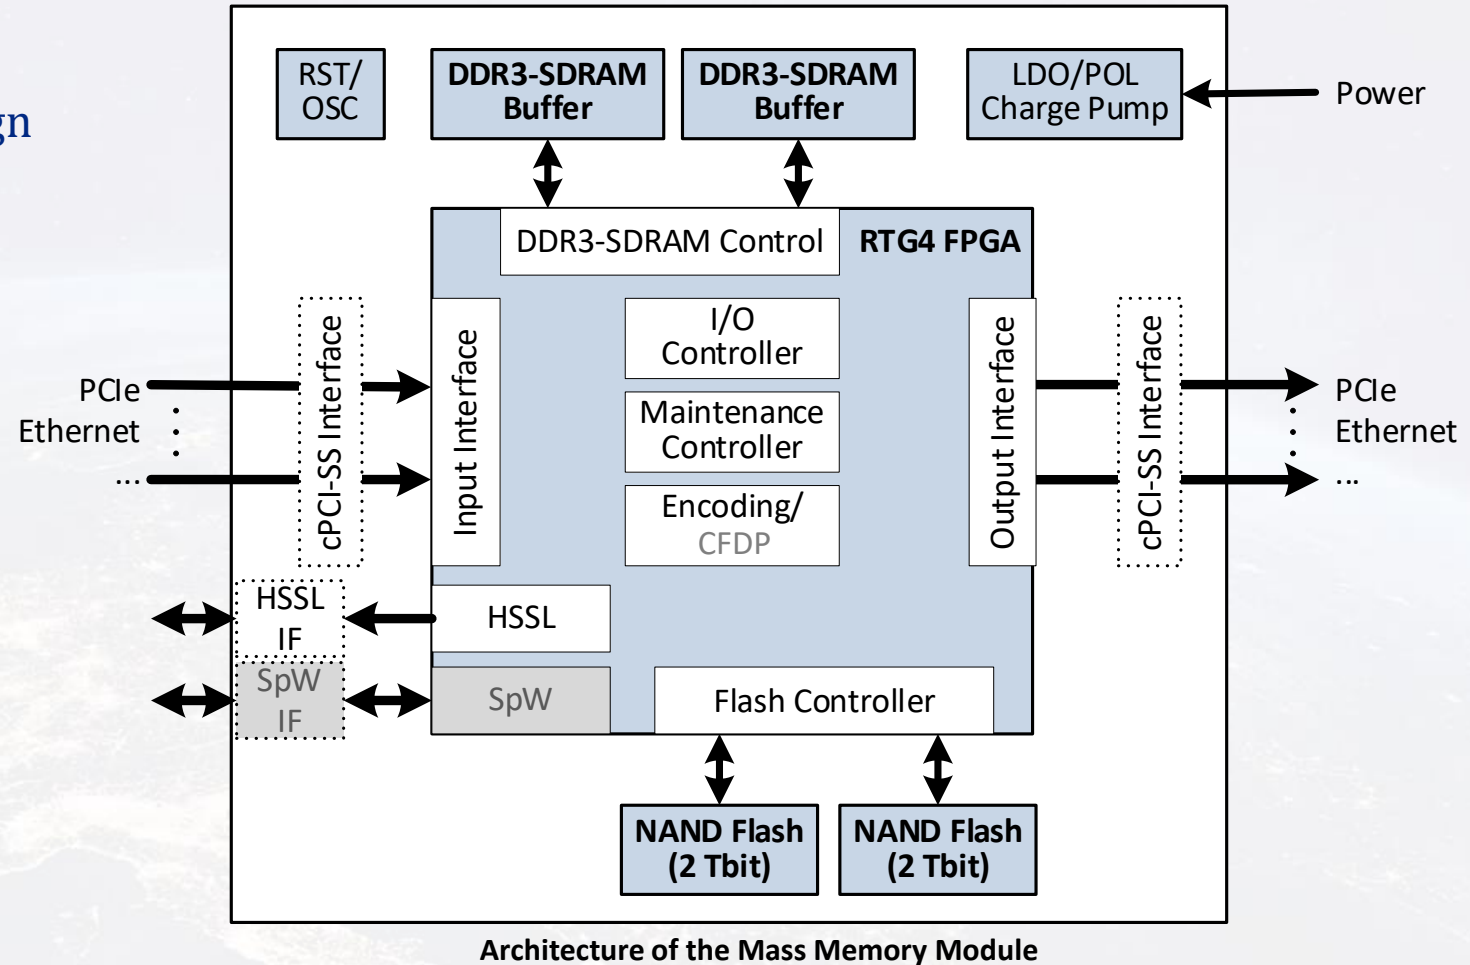 gn
RST/
OSC
DDR3-SDRAM
Buffer
DDR3-SDRAM
Buffer
LDO/POL
Charge Pump
Power
DDR3-SDRAM Control
RTG4 FPGA
PCIe
Ethernet
...
cPCI-SS Interface
Input Interface
I/O
Controller
Maintenance
Controller
Encoding/
CFDP
Output Interface
cPCI-SS Interface
PCIe
Ethernet
...
HSSL
IF
HSSL
SpW
IF
SpW
Flash Controller
NAND Flash
(2 Tbit)
NAND Flash
(2 Tbit)
Architecture of the Mass Memory Module